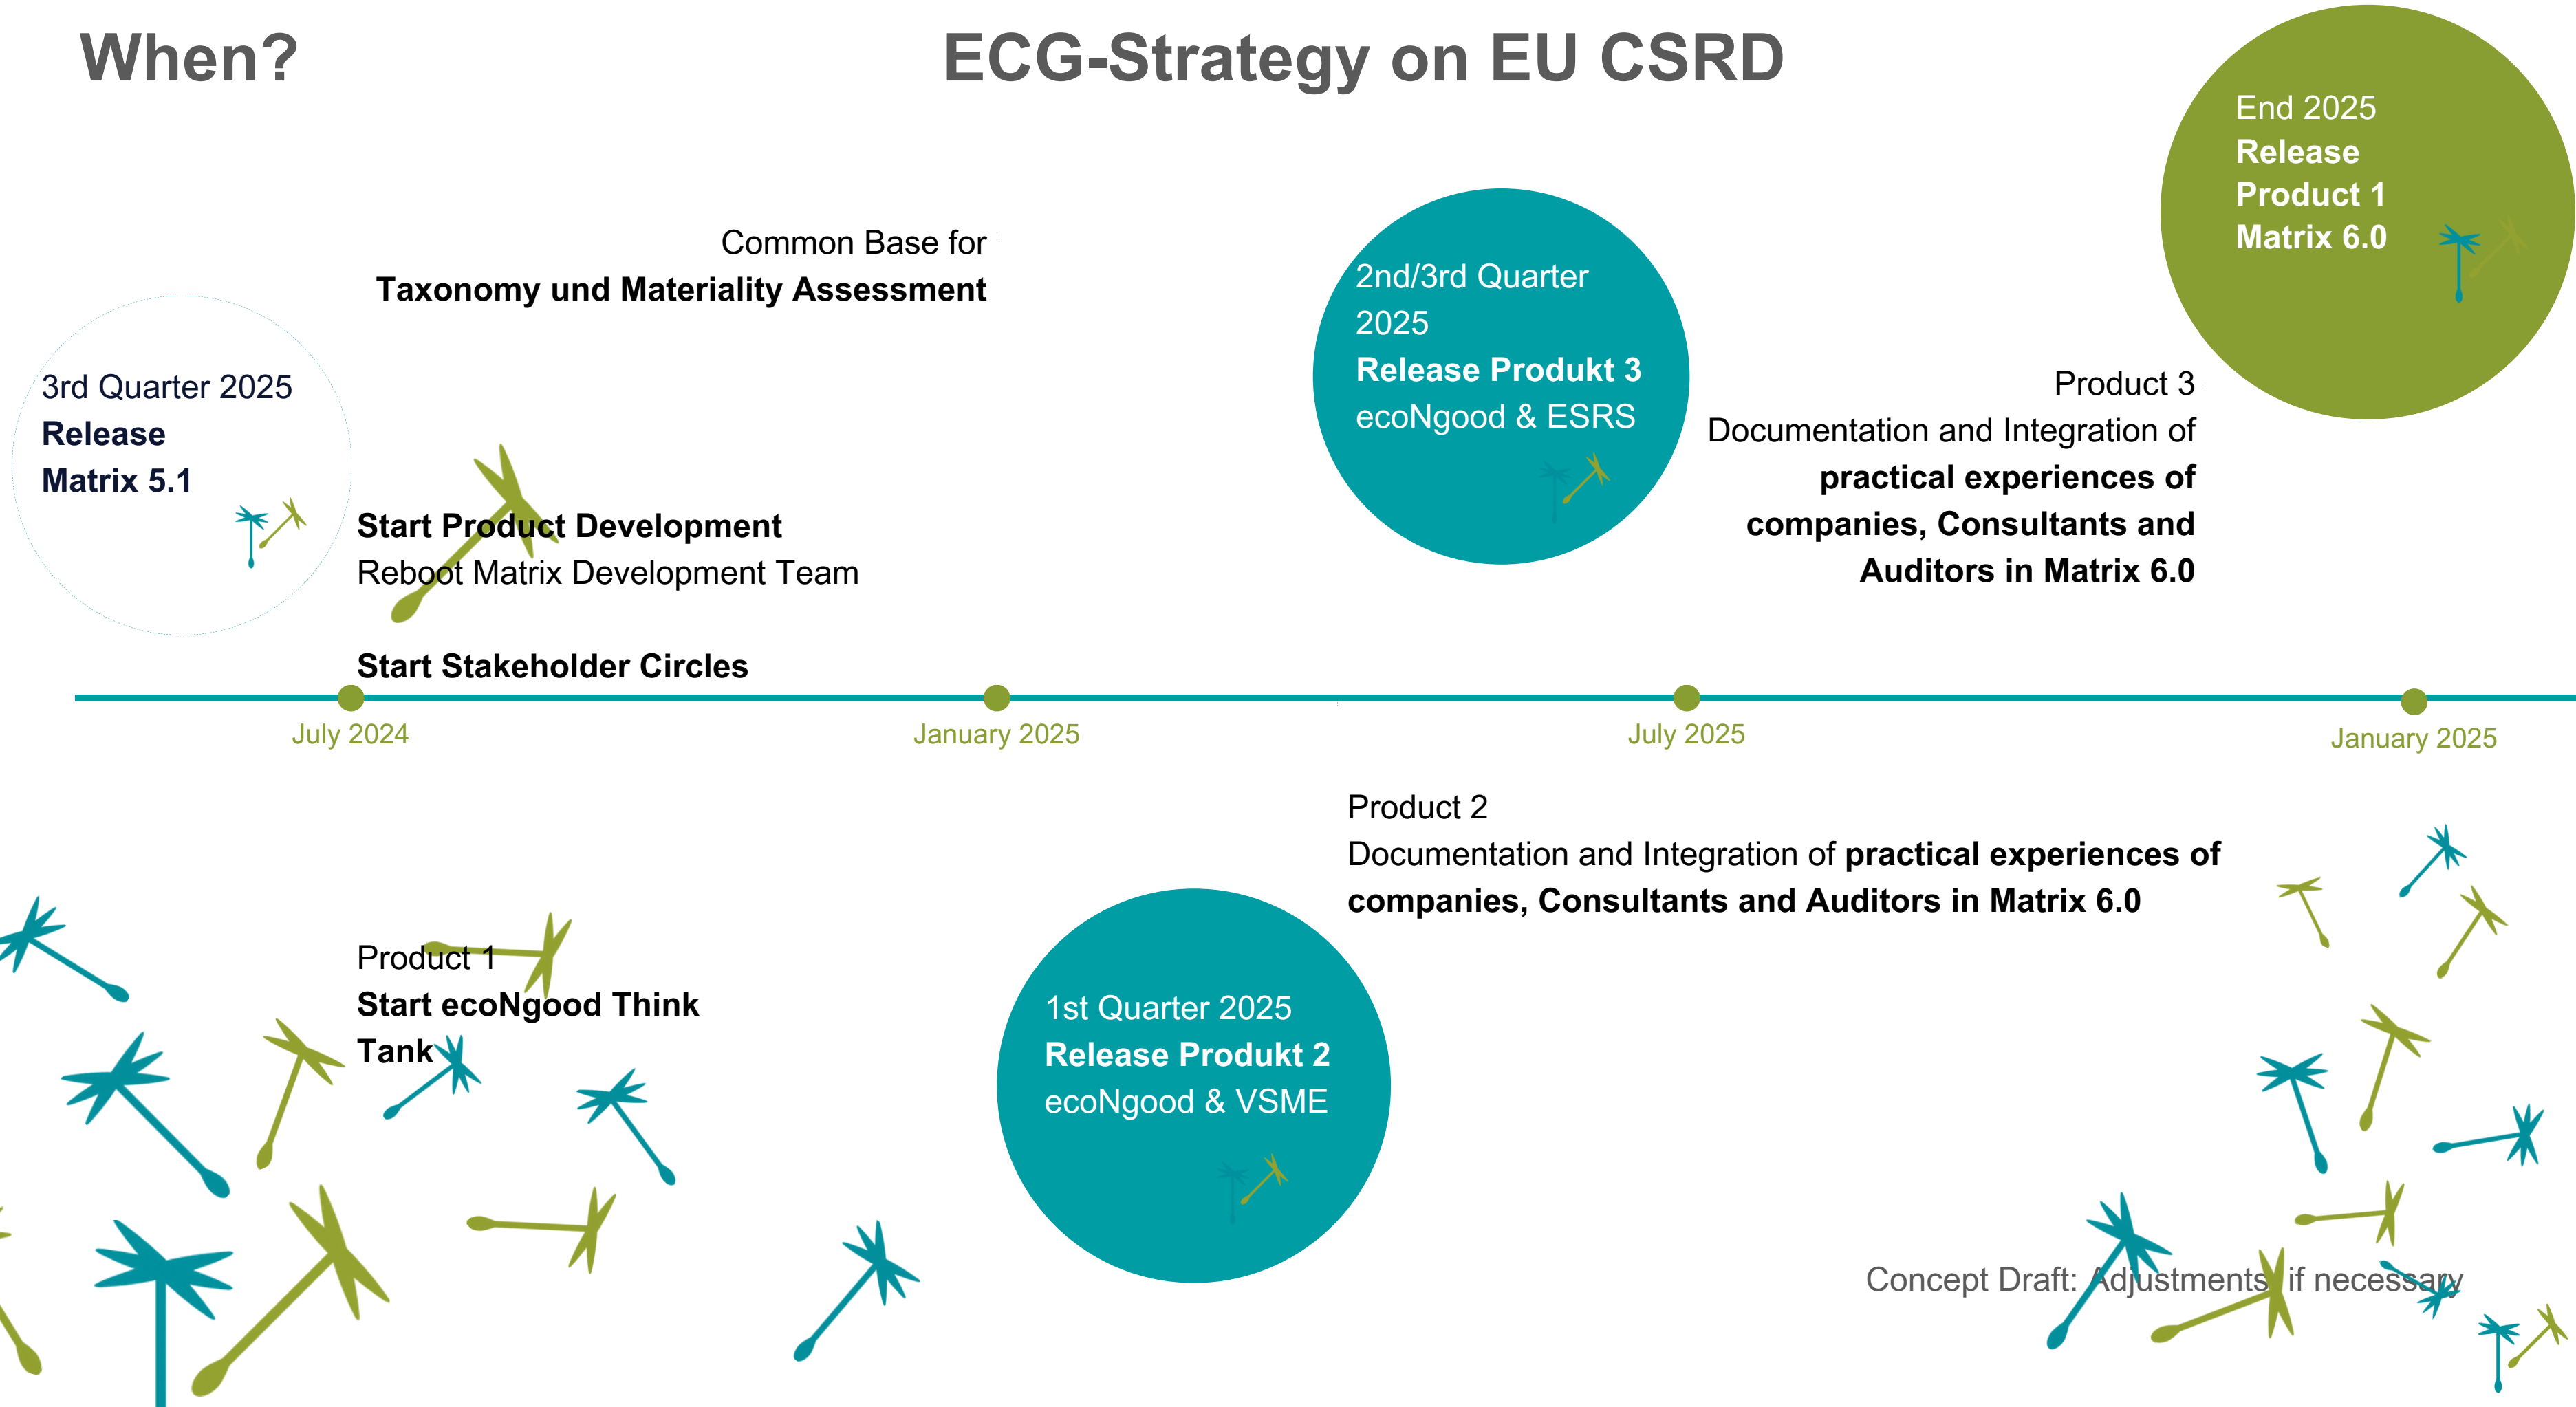 When?
ECG-Strategy on EU CSRD
End 2025
Release
Product 1
Matrix 6.0
Common Base for
Taxonomy und Materiality Assessment
2nd/3rd Quarter
2025
Release Produkt 3
ecoNgood & ESRS
3rd Quarter 2025
Release
Matrix 5.1
Product 3
Documentation and Integration of
practical experiences of
companies, Consultants and
Auditors in Matrix 6.0
Start Product Development
Reboot Matrix Development Team
Start Stakeholder Circles
July 2024
January 2025
July 2025
January 2025
Product 2
Documentation and Integration of practical experiences of
companies, Consultants and Auditors in Matrix 6.0
Product 1
Start ecoNgood Think
Tank
1st Quarter 2025
Release Produkt 2
ecoNgood & VSME
Concept Draft: Adjustments if necessary